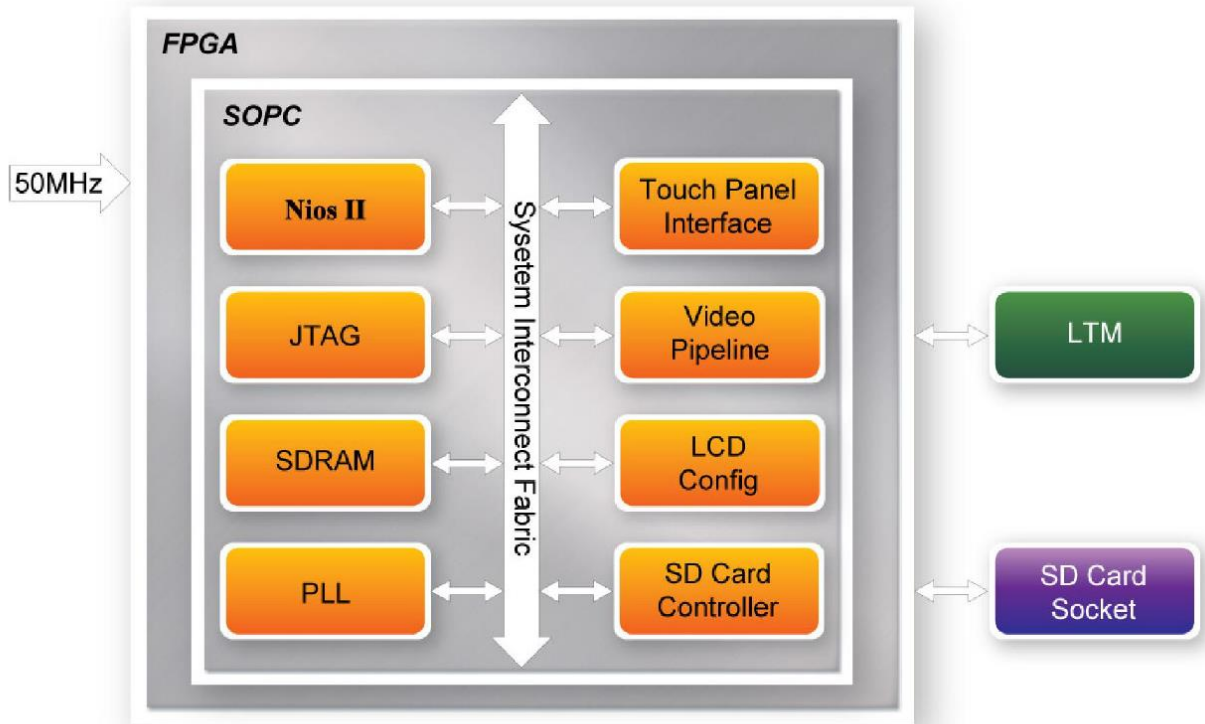 FPGA
SOPC
50MHz
Nios II
Touch Panel
Interface
JTAG
Video
Pipeline
LTM
SDRAM
LCD
Config
PLL
SD Card
Controller
SD Card
Socket
Sysetem Interconnect Fabric